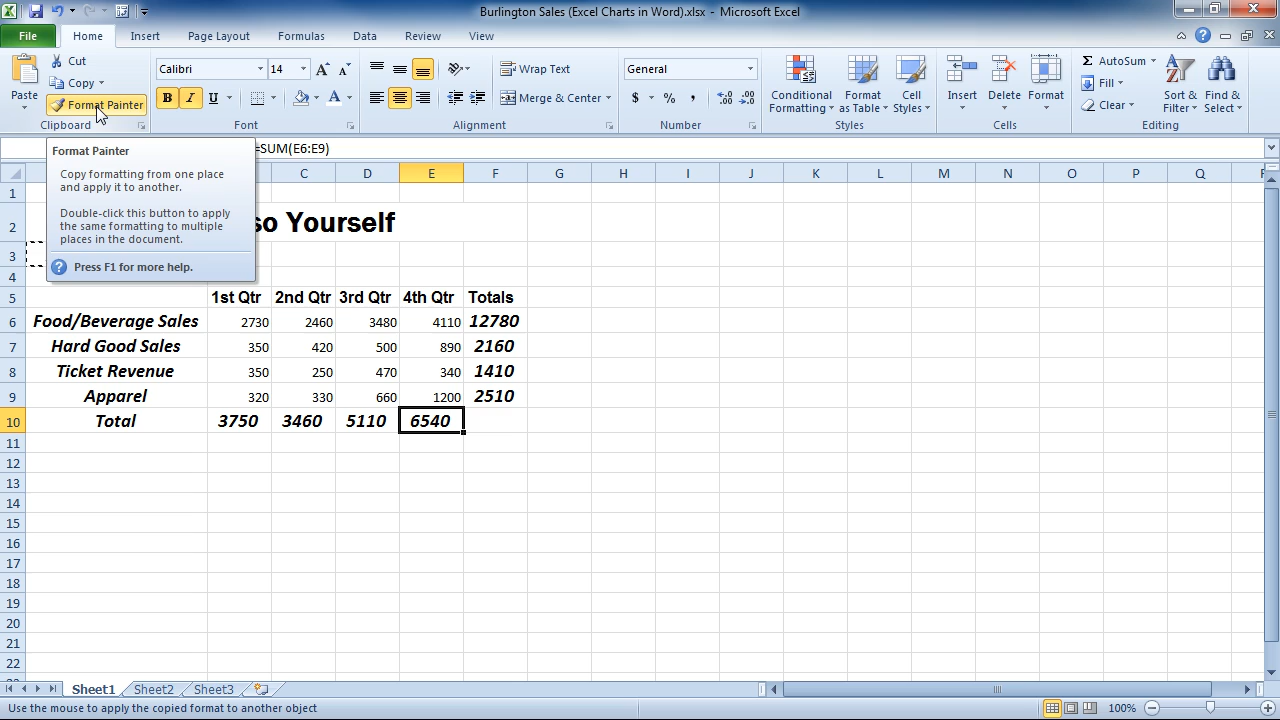 Burlington Sales (Excel Charts in Word).xlsx - Microsoft Excel
File Home Insert Page Layout Formulas Data Review View
Paste
Cut
Copy
Format Painter
Clipboard
Calibri 14
B I U
Font
Wrap Text
Merge & Center
Alignment
General
$ % ,
Number
Conditional Formatting
Format as Table
Cell Styles
Styles
Insert Delete Format
Cells
AutoSum
Fill
Clear
Sort & Filter
Find & Select
Editing
=SUM(E6:E9)
Format Painter
Copy formatting from one place
and apply it to another.
Double-click this button to apply
the same formatting to multiple
places in the document.
Press F1 for more help.
C D E F G H I J K L M N O P Q
1
2 so Yourself
3
4
5 1st Qtr 2nd Qtr 3rd Qtr 4th Qtr Totals
6 Food/Beverage Sales 2730 2460 3480 4110 12780
7 Hard Good Sales 350 420 500 890 2160
8 Ticket Revenue 350 250 470 340 1410
9 Apparel 320 330 660 1200 2510
10 Total 3750 3460 5110 6540
11
12
13
14
15
16
17
18
19
20
21
22
Sheet1 Sheet2 Sheet3
Use the mouse to apply the copied format to another object
100%